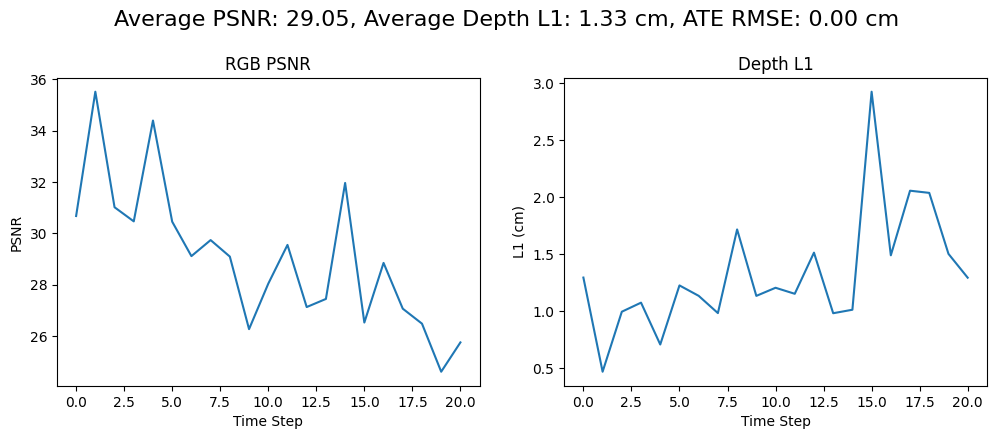 Average PSNR: 29.05, Average Depth L1: 1.33 cm, ATE RMSE: 0.00 cm
RGB PSNR
36
34
32
30
28
26
PSNR
0.0 2.5 5.0 7.5 10.0 12.5 15.0 17.5 20.0
Time Step
Depth L1
3.0
2.5
2.0
1.5
1.0
0.5
L1 (cm)
0.0 2.5 5.0 7.5 10.0 12.5 15.0 17.5 20.0
Time Step